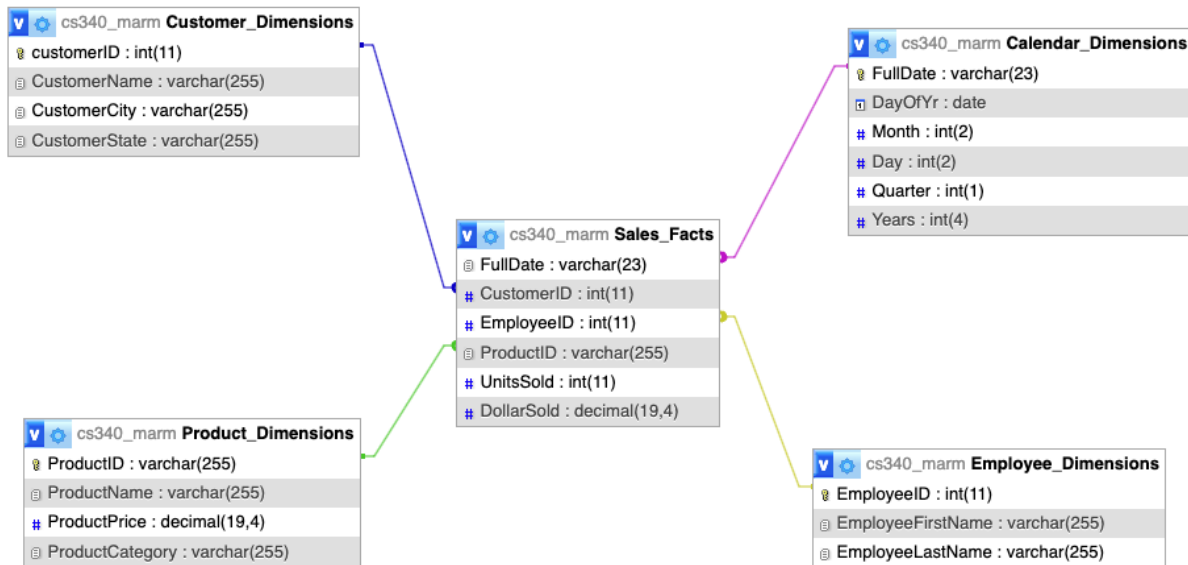 cs340_marm Customer_Dimensions
customerID : int(11)
CustomerName : varchar(255)
CustomerCity : varchar(255)
CustomerState : varchar(255)
cs340_marm Calendar_Dimensions
FullDate : varchar(23)
DayOfYr : date
Month : int(2)
Day : int(2)
Quarter : int(1)
Years : int(4)
cs340_marm Sales_Facts
FullDate : varchar(23)
CustomerID : int(11)
EmployeeID : int(11)
ProductID : varchar(255)
UnitsSold : int(11)
DollarSold : decimal(19,4)
cs340_marm Product_Dimensions
ProductID : varchar(255)
ProductName : varchar(255)
ProductPrice : decimal(19,4)
ProductCategory : varchar(255)
cs340_marm Employee_Dimensions
EmployeeID : int(11)
EmployeeFirstName : varchar(255)
EmployeeLastName : varchar(255)